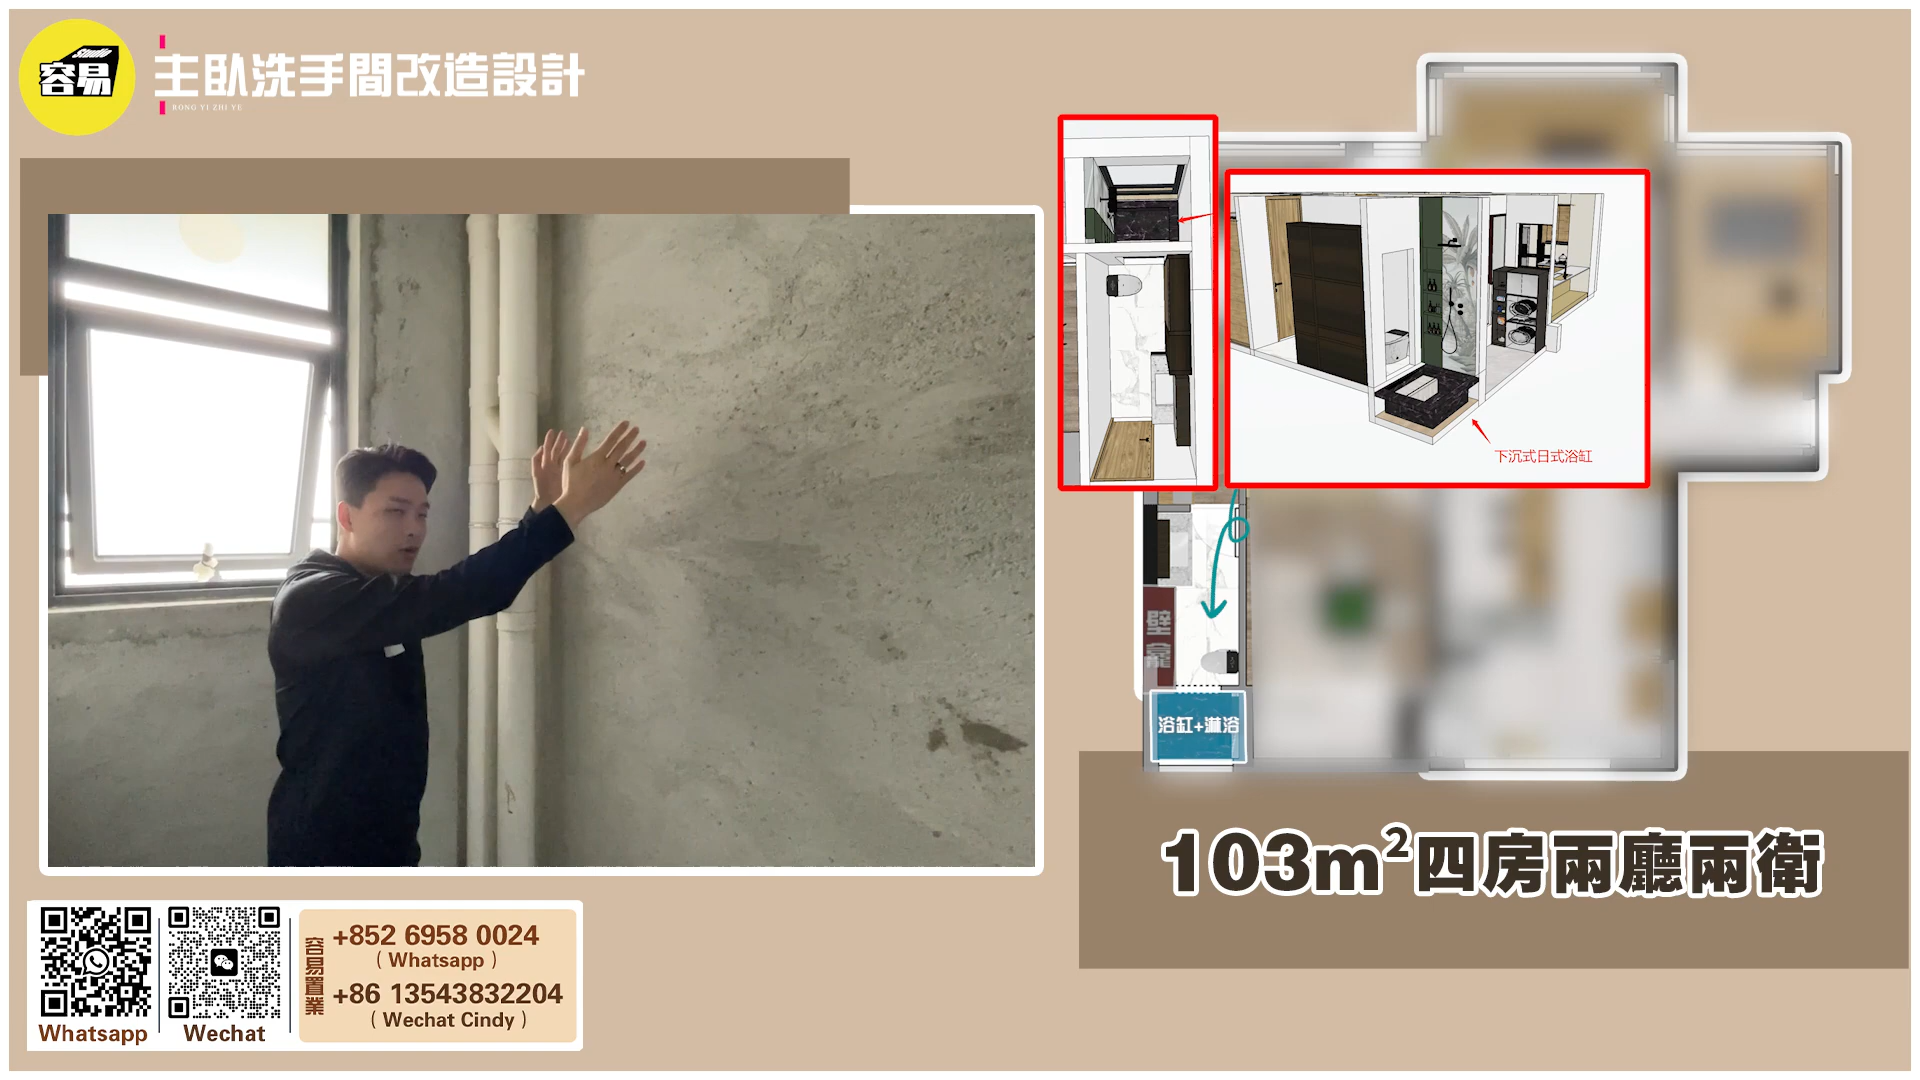 Studio
容易
主臥洗手間改造設計
RONG YI ZHI YE
下沉式日式浴缸
壁龕
浴缸+淋浴
103m²四房兩廳兩衛
Whatsapp
Wechat
容易置業
+852 6958 0024
( Whatsapp )
+86 13543832204
( Wechat Cindy )